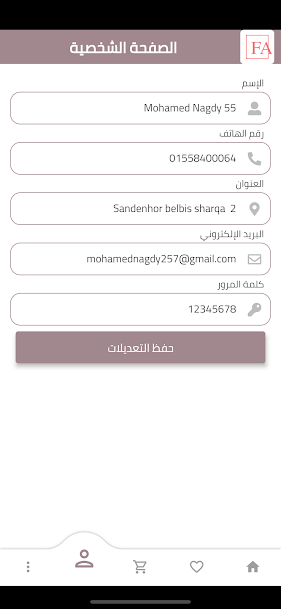 الصفحة الشخصية
FA
الإسم
Mohamed Nagdy 55
رقم الهاتف
01558400064
العنوان
Sandenhor belbis sharqa 2
البريد الإلكتروني
mohamednagdy257@gmail.com
كلمة المرور
12345678
حفظ التعديلات